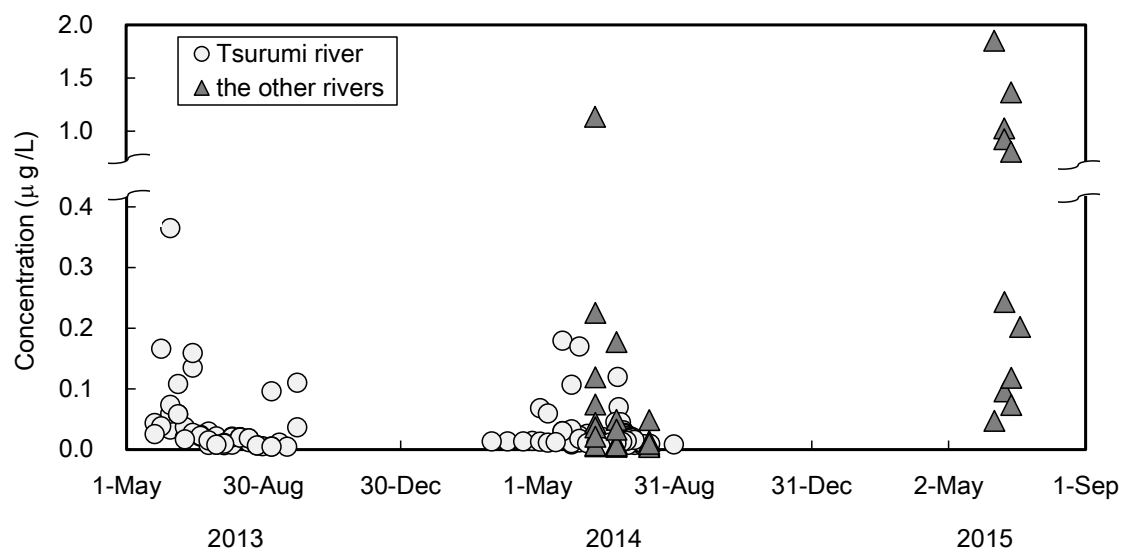 2.0
Tsurumi river
the other rivers
1.5
1.0
Concentration (μ g /L)
0.4
0.3
0.2
0.1
0.0
1-May 30-Aug 30-Dec 1-May 31-Aug 31-Dec 2-May 1-Sep
2013 2014 2015